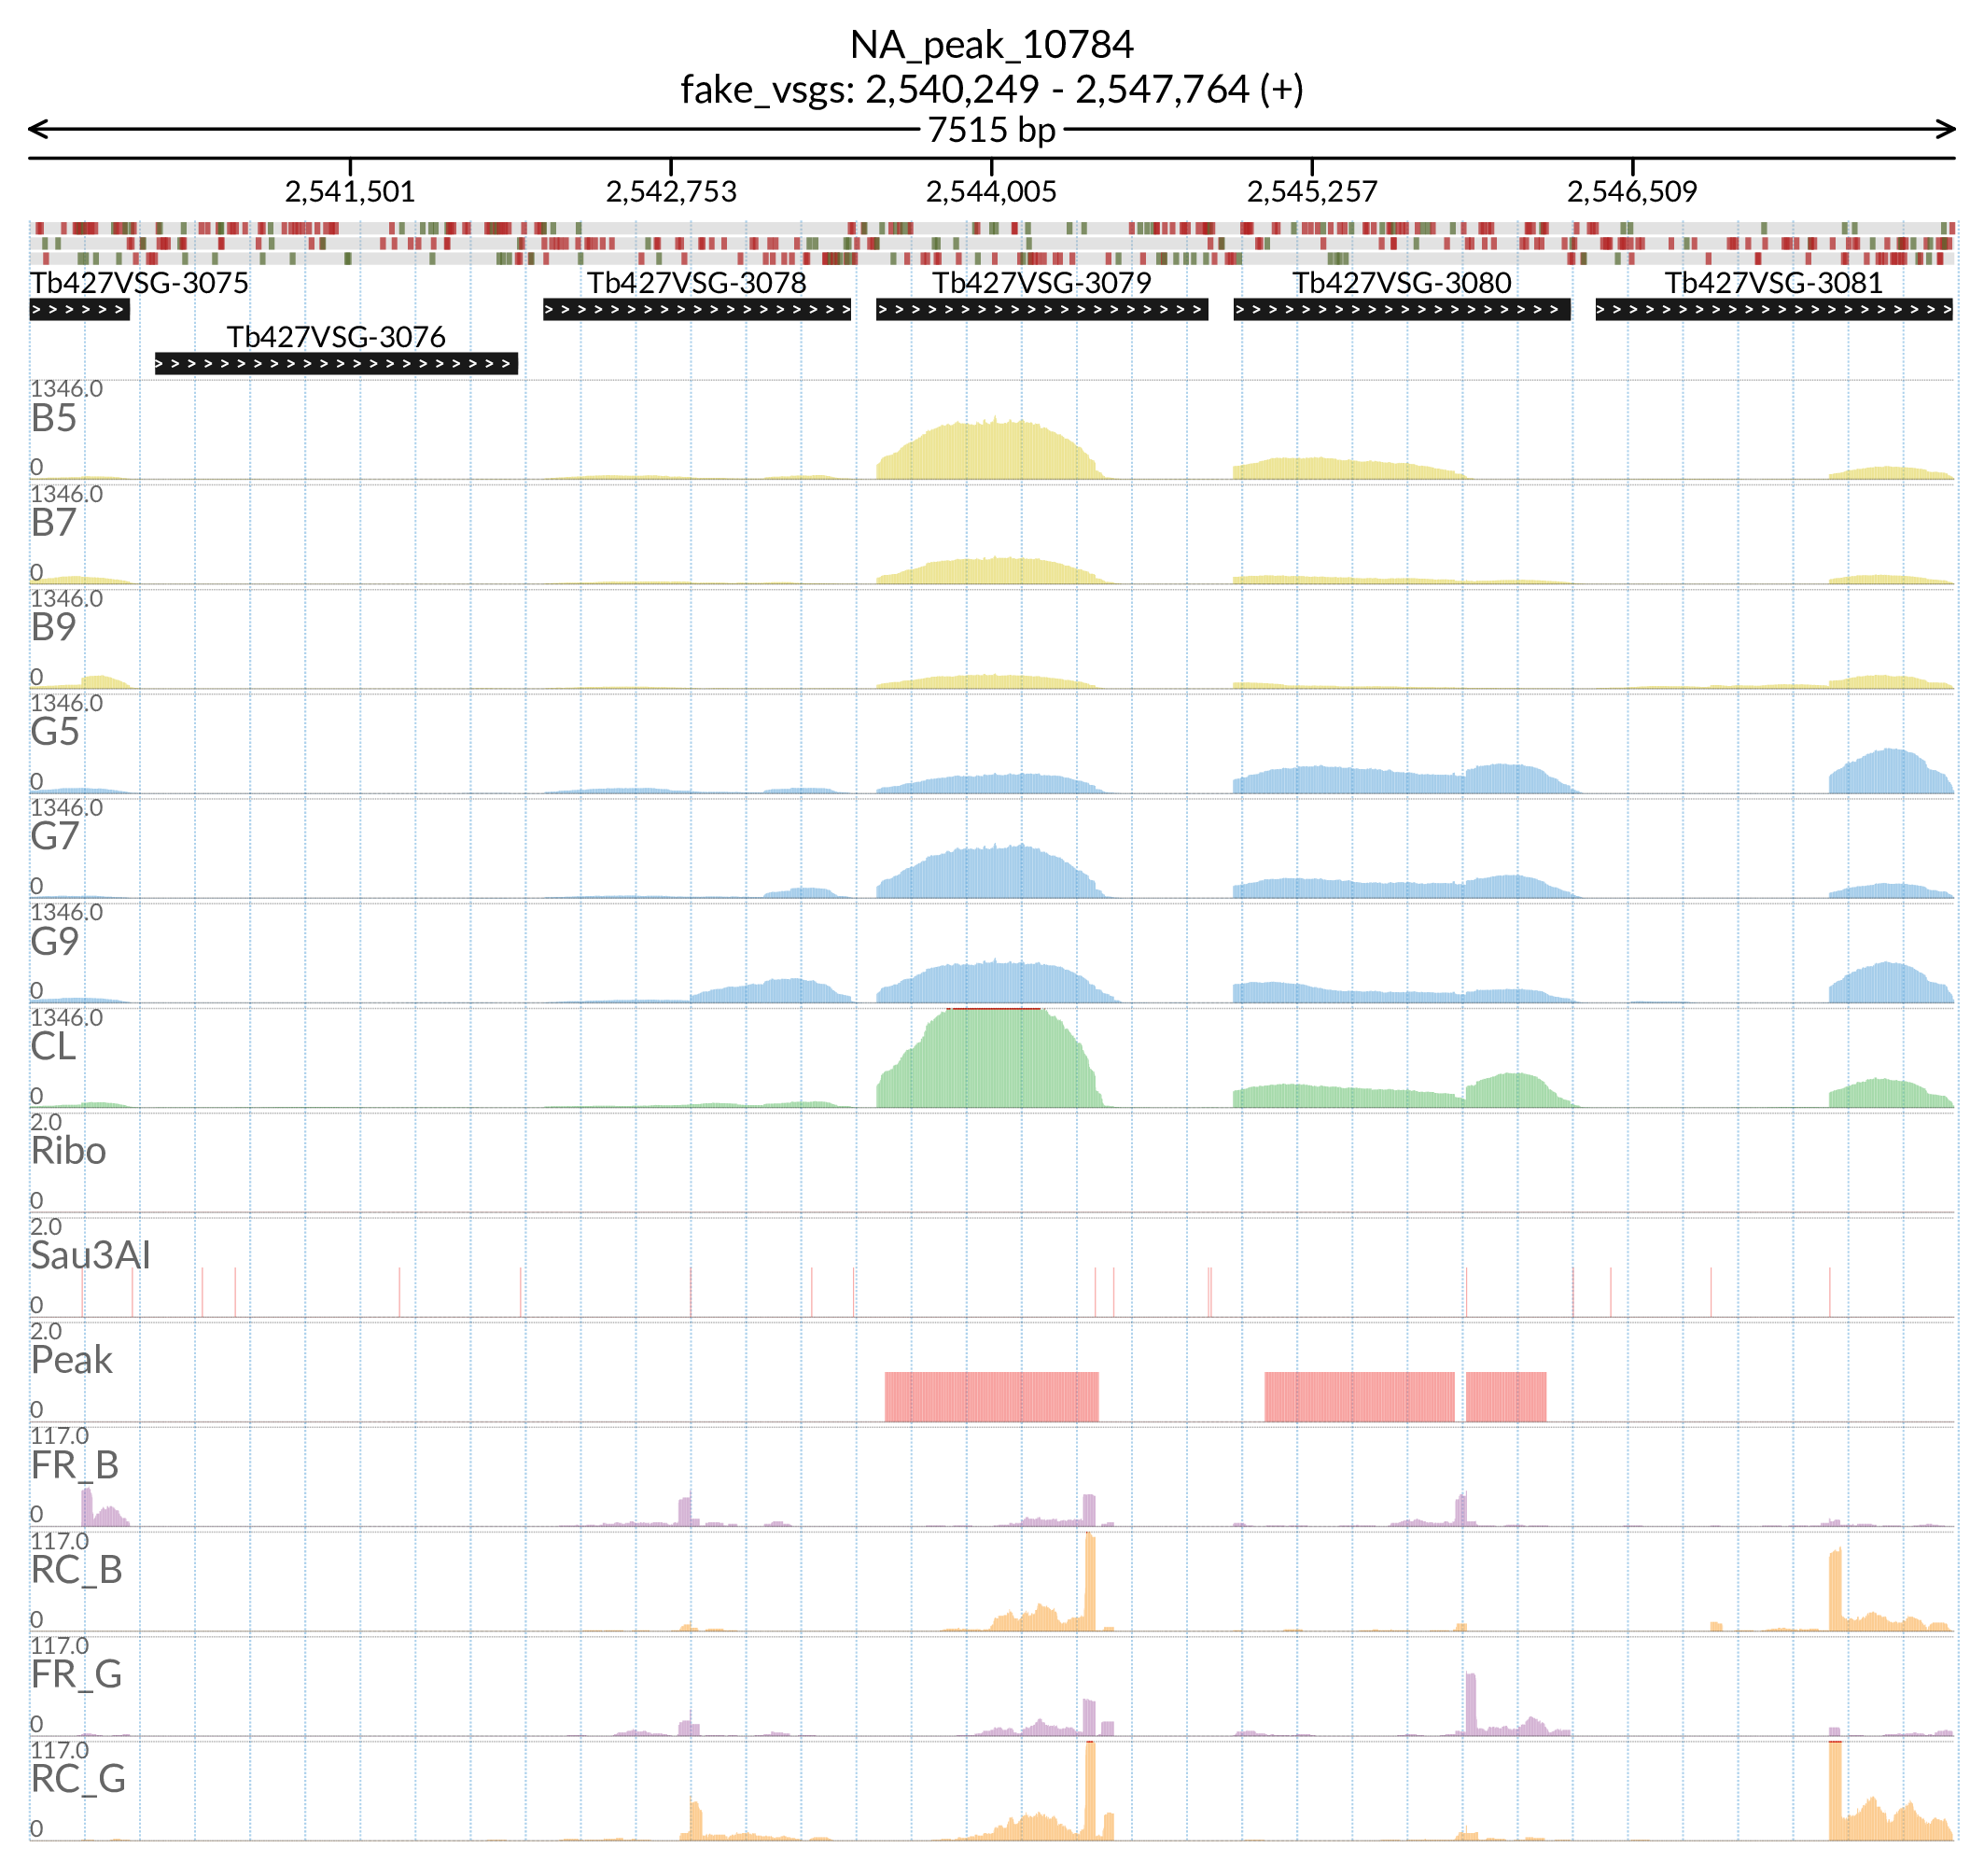 NA_peak_10784
fake_vsgs: 2,540,249 - 2,547,764 (+)
7515 bp
2,541,501 2,542,753 2,544,005 2,545,257 2,546,509
Tb427VSG-3075 Tb427VSG-3078 Tb427VSG-3079 Tb427VSG-3080 Tb427VSG-3081
Tb427VSG-3076
1346.0
B5
0
1346.0
B7
0
1346.0
B9
0
1346.0
G5
0
1346.0
G7
0
1346.0
G9
0
1346.0
CL
0
2.0
Ribo
0
2.0
Sau3AI
0
2.0
Peak
0
117.0
FR_B
0
117.0
RC_B
0
117.0
FR_G
0
117.0
RC_G
0